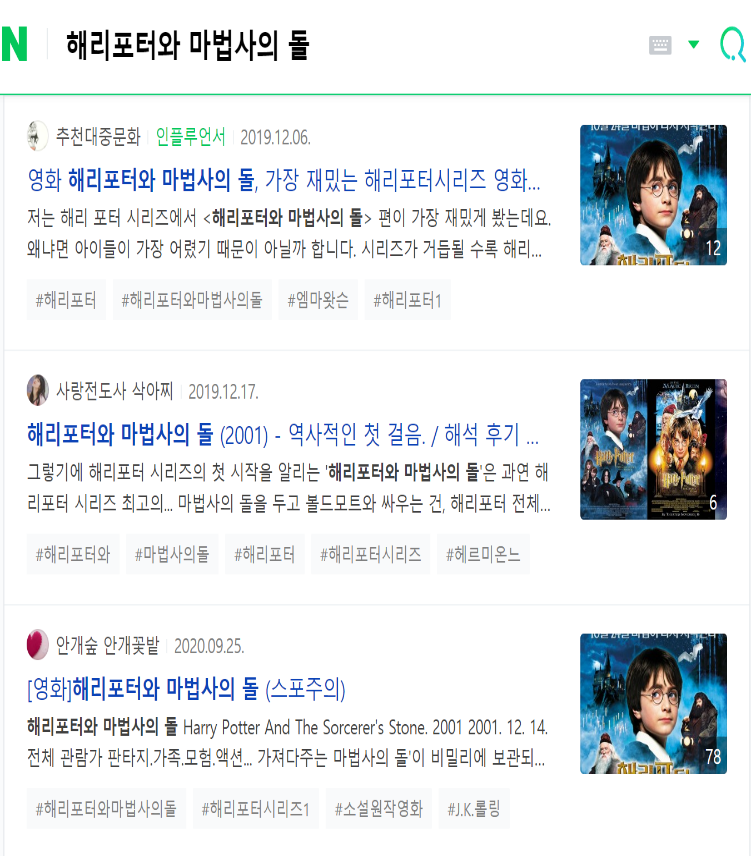 N 해리포터와 마법사의 돌
추천대중문화 인플루언서 2019.12.06.
영화 해리포터와 마법사의 돌, 가장 재밌는 해리포터시리즈 영화...
저는 해리 포터 시리즈에서 <해리포터와 마법사의 돌> 편이 가장 재밌게 봤는데요.
왜냐면 아이들이 가장 어렸기 때문이 아닐까 합니다. 시리즈가 거듭될 수록 해리...
12
#해리포터 #해리포터와마법사의돌 #엠마왓슨 #해리포터1
사랑전도사 삭아찌 2019.12.17.
해리포터와 마법사의 돌 (2001) - 역사적인 첫 걸음. / 해석 후기 ...
그렇기에 해리포터 시리즈의 첫 시작을 알리는 '해리포터와 마법사의 돌'은 과연 해
리포터 시리즈 최고의... 마법사의 돌을 두고 볼드모트와 싸우는 건, 해리포터 전체...
Harry Potter
6
#해리포터와 #마법사의돌 #해리포터 #해리포터시리즈 #헤르미온느
안개숲 안개꽃밭 2020.09.25.
[영화]해리포터와 마법사의 돌 (스포주의)
해리포터와 마법사의 돌 Harry Potter And The Sorcerer's Stone. 2001 2001. 12. 14.
전체 관람가 판타지.가족.모험.액션... 가져다주는 마법사의 돌'이 비밀리에 보관되...
78
#해리포터와마법사의돌 #해리포터시리즈1 #소설원작영화 #J.K.롤링